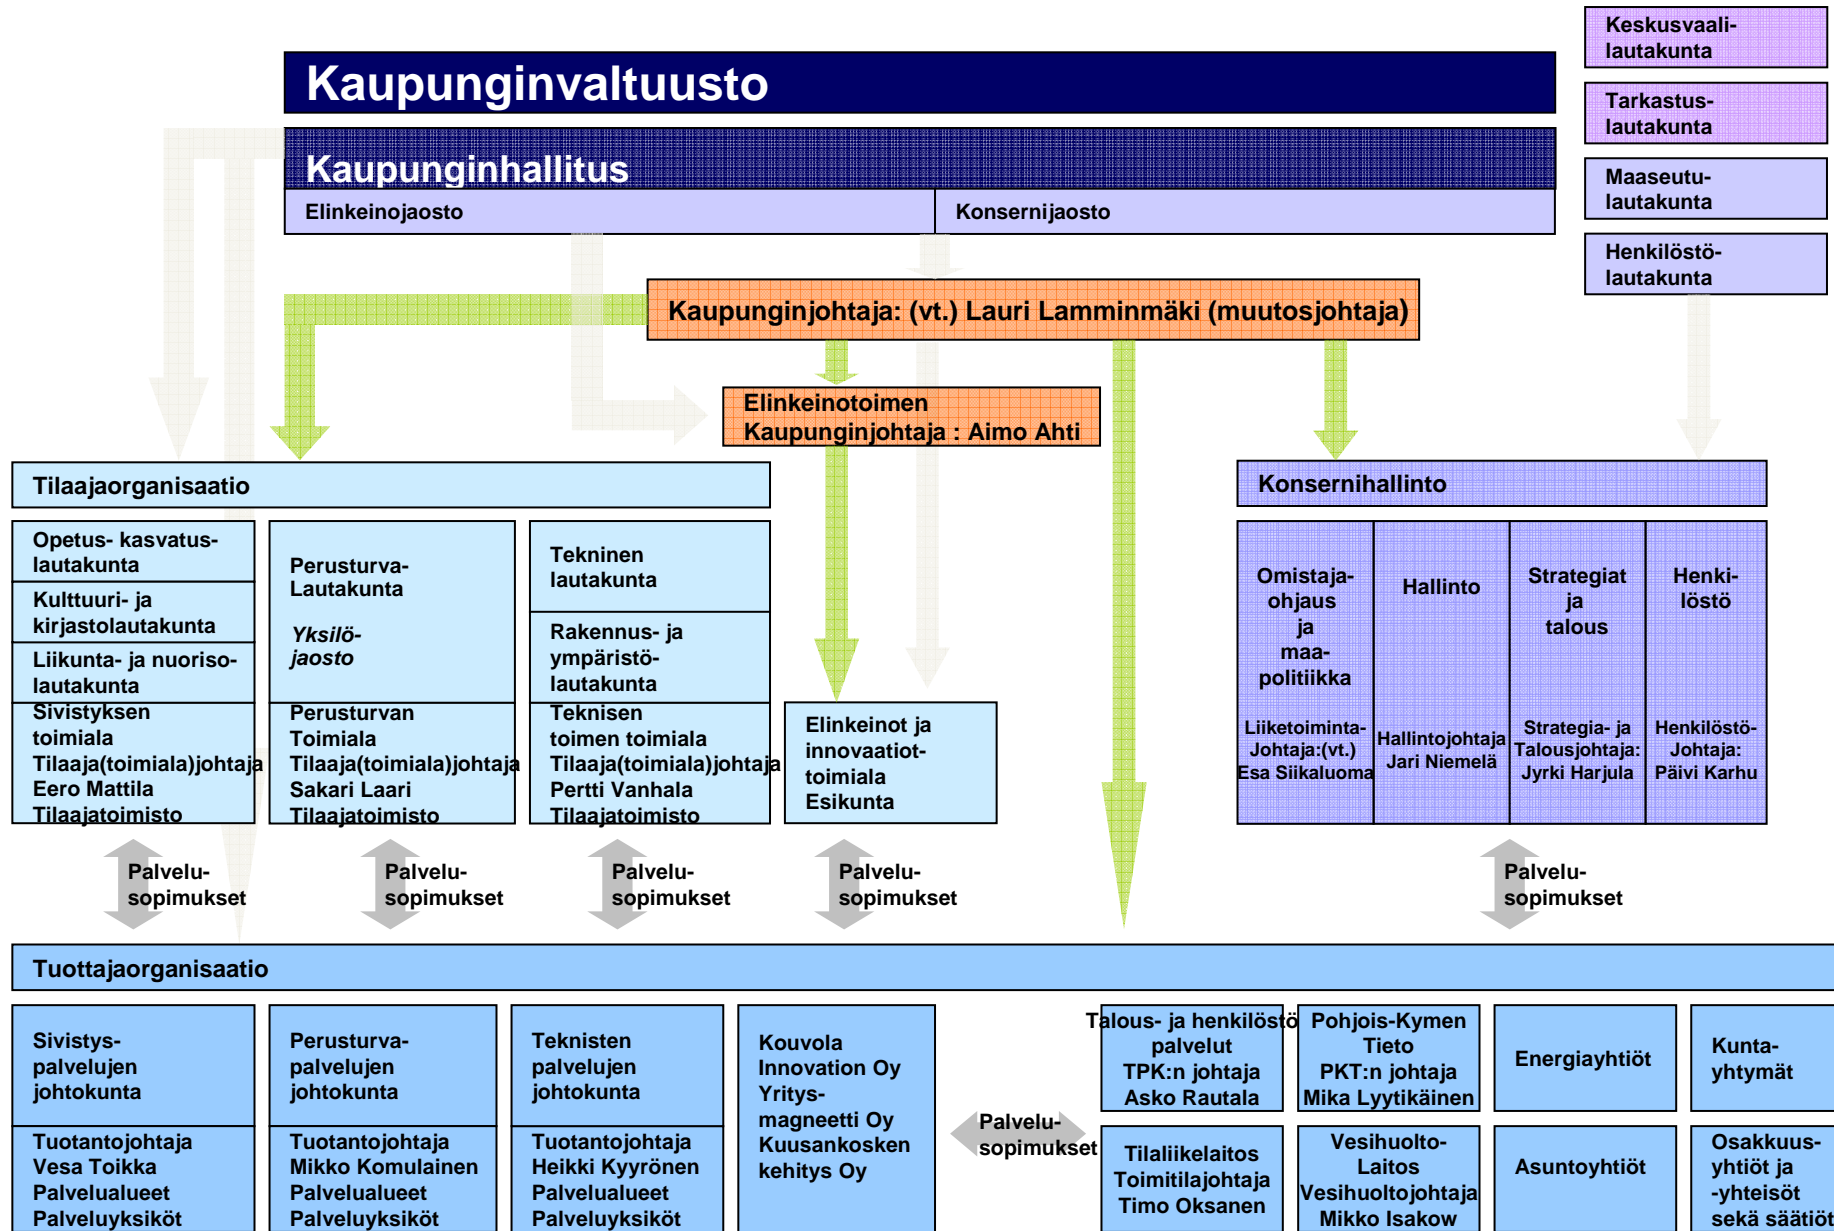 Keskusvaali-
lautakunta
Tarkastus-
lautakunta
Maaseutu-
lautakunta
Henkilöstö-
lautakunta
Kaupunginvaltuusto
Kaupunginhallitus
Elinkeinojaosto
Konsernijaosto
Kaupunginjohtaja: (vt.) Lauri Lamminmäki (muutosjohtaja)
Elinkeinotoimen
Kaupunginjohtaja : Aimo Ahti
Tilaajaorganisaatio
Opetus- kasvatus-
lautakunta
Kulttuuri- ja
kirjastolautakunta
Liikunta- ja nuoriso-
lautakunta
Sivistyksen
toimiala
Tilaaja(toimiala)johtaja
Eero Mattila
Tilaajatoimisto
Perusturva-
Lautakunta
Yksilö-
jaosto
Perusturvan
Toimiala
Tilaaja(toimiala)johtaja
Sakari Laari
Tilaajatoimisto
Tekninen
lautakunta
Rakennus- ja
ympäristö-
lautakunta
Teknisen
toimen toimiala
Tilaaja(toimiala)johtaja
Pertti Vanhala
Tilaajatoimisto
Elinkeinot ja
innovaatiot-
toimiala
Esikunta
Konsernihallinto
Omistaja-
ohjaus
ja
maa-
politiikka
Liiketoiminta-
Johtaja:(vt.)
Esa Siikaluoma
Hallinto
Hallintojohtaja
Jari Niemelä
Strategiat
ja
talous
Strategia- ja
Talousjohtaja:
Jyrki Harjula
Henki-
löstö
Henkilöstö-
Johtaja:
Päivi Karhu
Palvelu-
sopimukset
Palvelu-
sopimukset
Palvelu-
sopimukset
Palvelu-
sopimukset
Palvelu-
sopimukset
Tuottajaorganisaatio
Sivistys-
palvelujen
johtokunta
Tuotantojohtaja
Vesa Toikka
Palvelualueet
Palveluyksiköt
Perusturva-
palvelujen
johtokunta
Tuotantojohtaja
Mikko Komulainen
Palvelualueet
Palveluyksiköt
Teknisten
palvelujen
johtokunta
Tuotantojohtaja
Heikki Kyyrönen
Palvelualueet
Palveluyksiköt
Kouvola
Innovation Oy
Yritys-
magneetti Oy
Kuusankosken
kehitys Oy
Palvelu-
sopimukset
Talous- ja henkilöstö
palvelut
TPK:n johtaja
Asko Rautala
Pohjois-Kymen
Tieto
PKT:n johtaja
Mika Lyytikäinen
Energiayhtiöt
Kunta-
yhtymät
Tilaliikelaitos
Toimitilajohtaja
Timo Oksanen
Vesihuolto-
Laitos
Vesihuoltojohtaja
Mikko Isakow
Asuntoyhtiöt
Osakkuus-
yhtiöt ja
-yhteisöt
sekä säätiöt